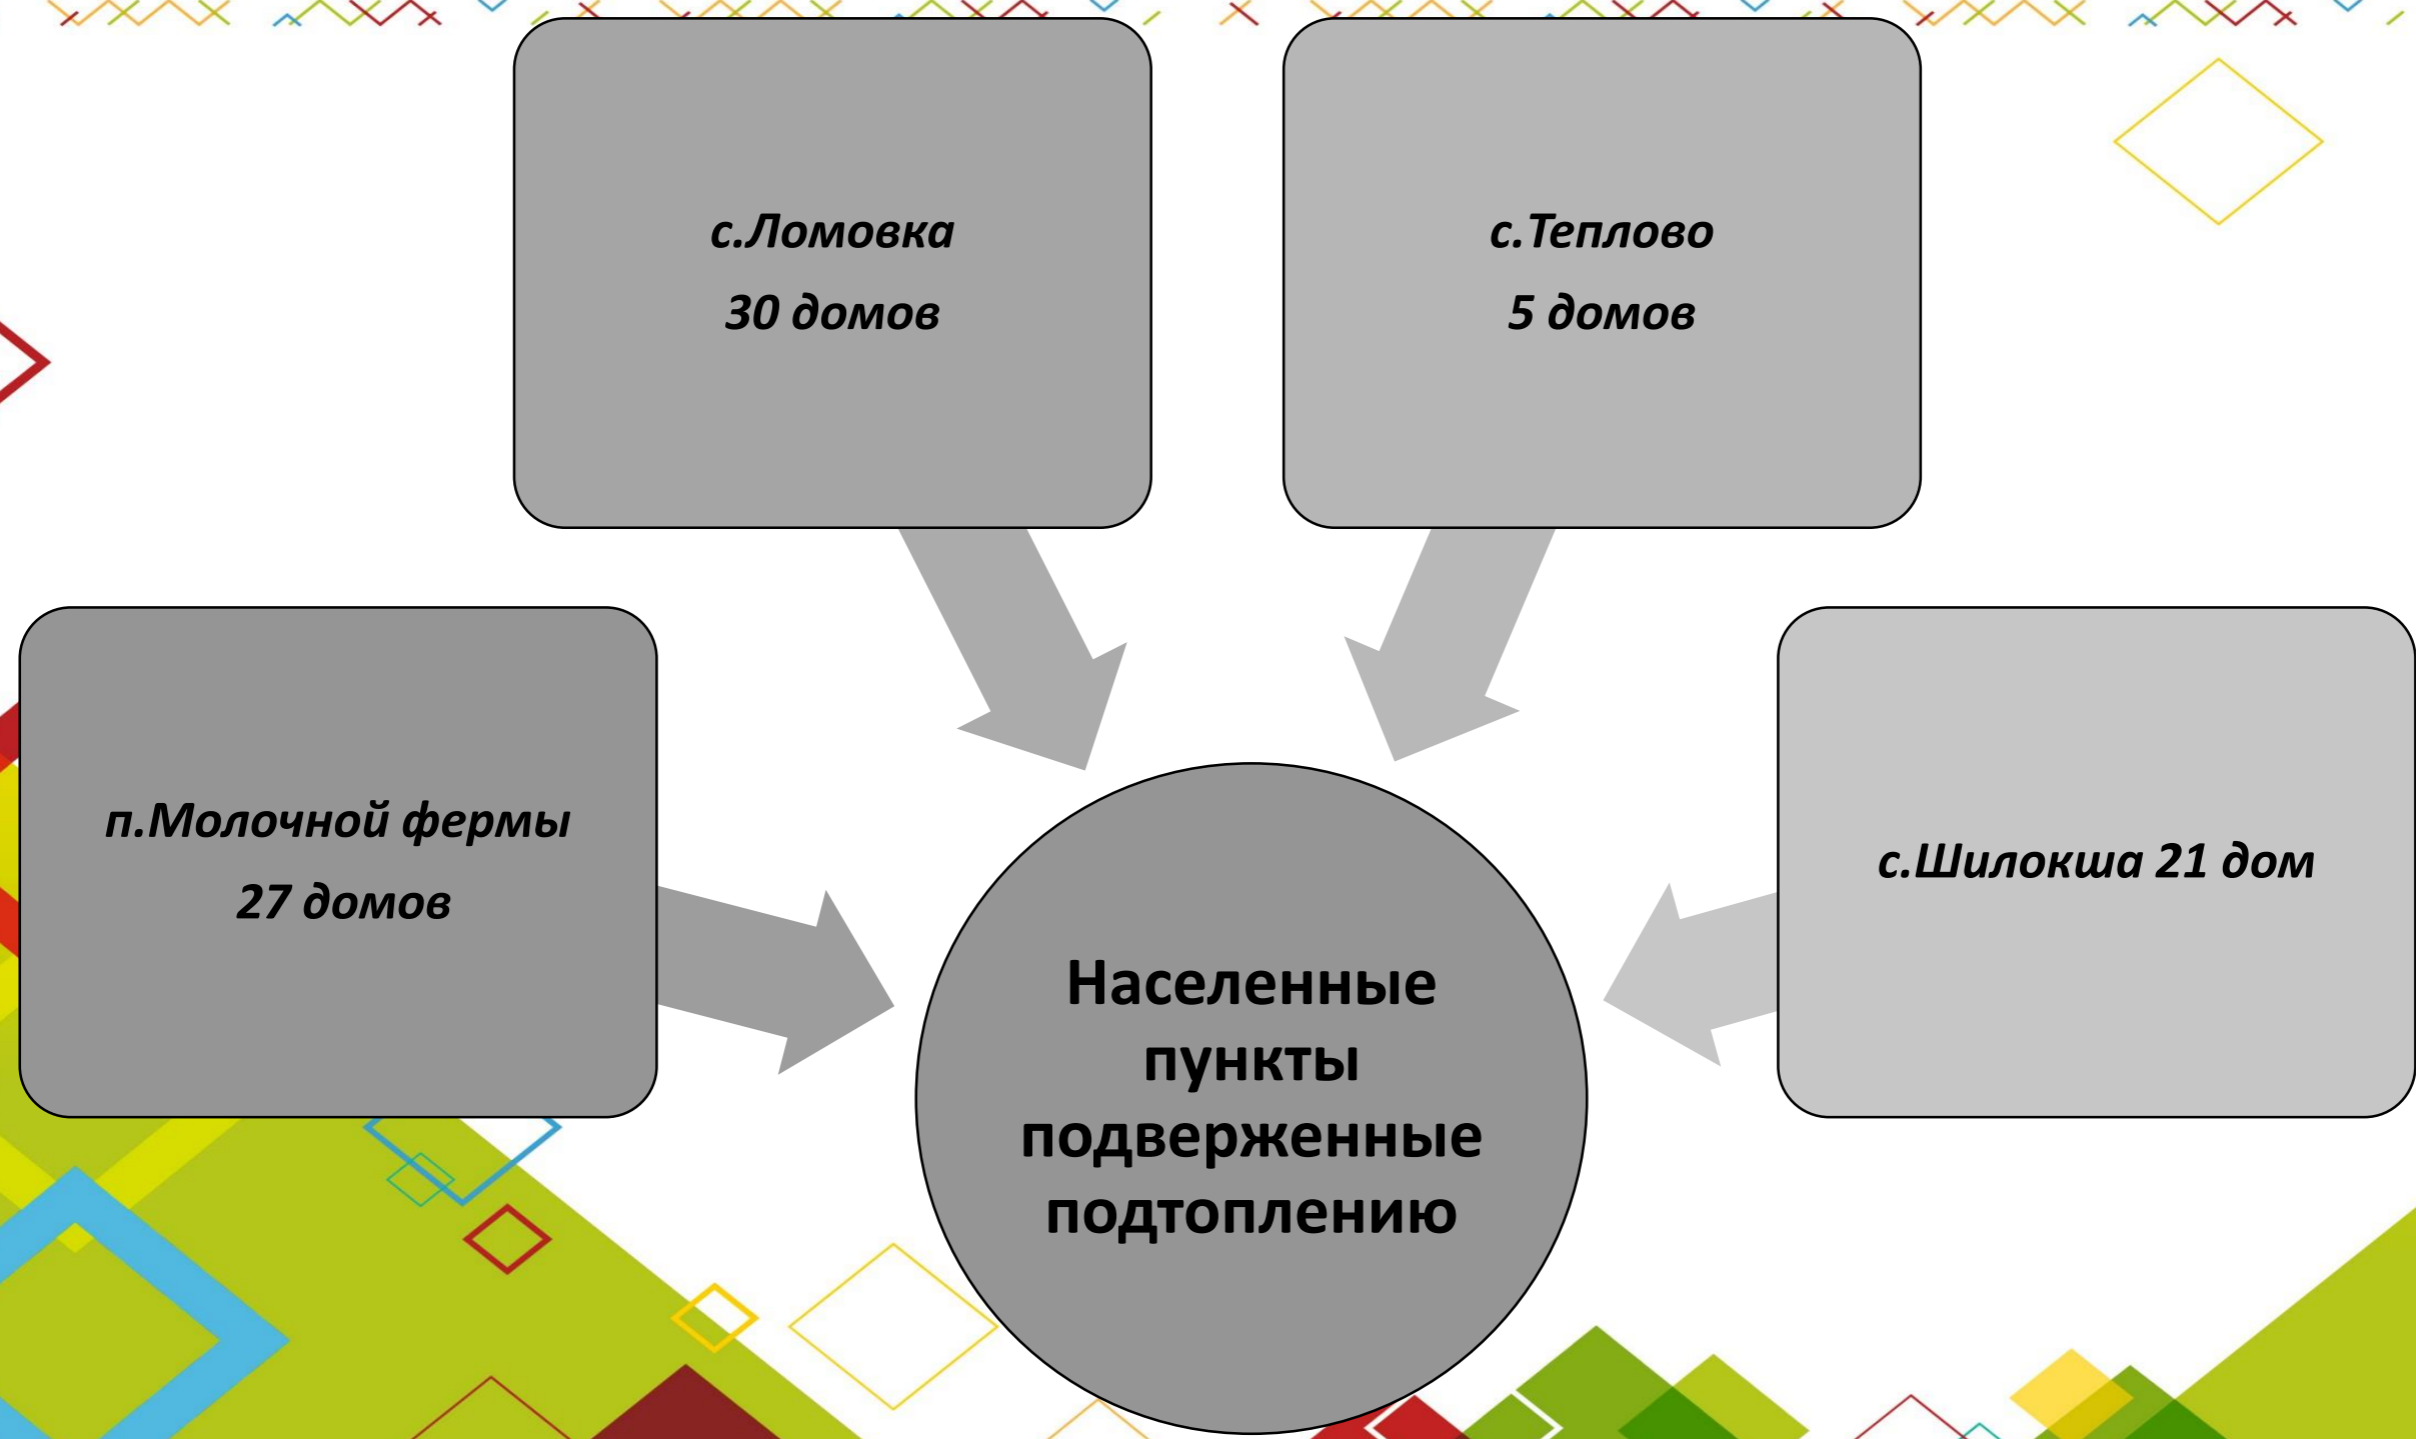 с.Ломовка
30 домов
с.Теплово
5 домов
п.Молочной фермы
27 домов
с.Шилокша 21 дом
Населенные
пункты
подверженные
подтоплению